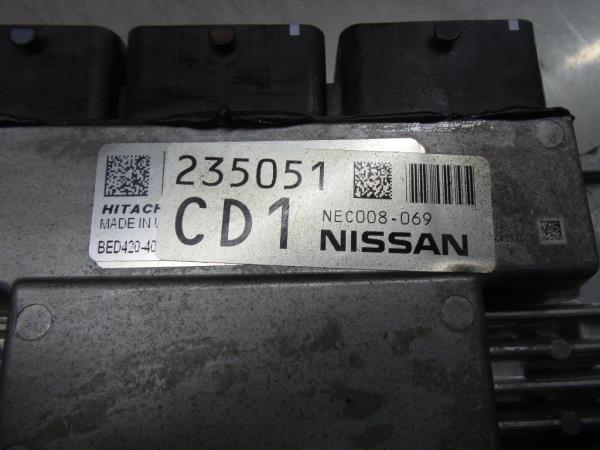 235051
CD1
NEC008-069
NISSAN
HITACH
MADE IN U
BED420-40